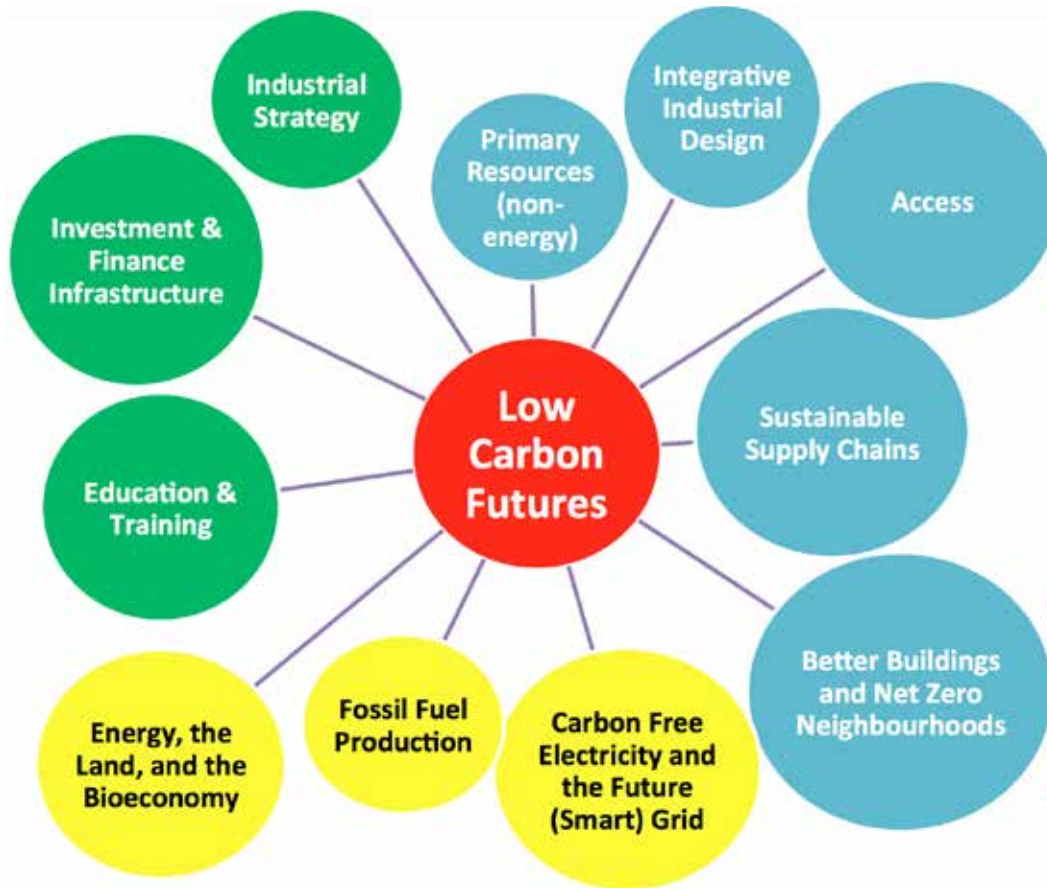 Industrial
Strategy
Integrative
Industrial
Design
Primary
Resources
(non-
energy)
Access
Investment &
Finance
Infrastructure
Low
Carbon
Futures
Sustainable
Supply Chains
Education &
Training
Better Buildings
and Net Zero
Neighbourhoods
Energy, the
Land, and the
Bioeconomy
Fossil Fuel
Production
Carbon Free
Electricity and
the Future
(Smart) Grid